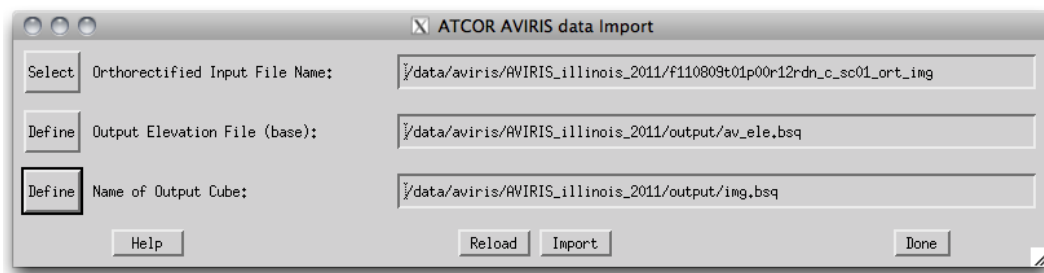 X ATCOR AVIRIS data Import
Select Orthorectified Input File Name: /data/aviris/AVIRIS_illinois_2011/f110809t01p00r12rdn_c_sc01_ort_img
Define Output Elevation File (base): /data/aviris/AVIRIS_illinois_2011/output/av_ele.bsq
Define Name of Output Cube: /data/aviris/AVIRIS_illinois_2011/output/img.bsq
Help Reload Import Done